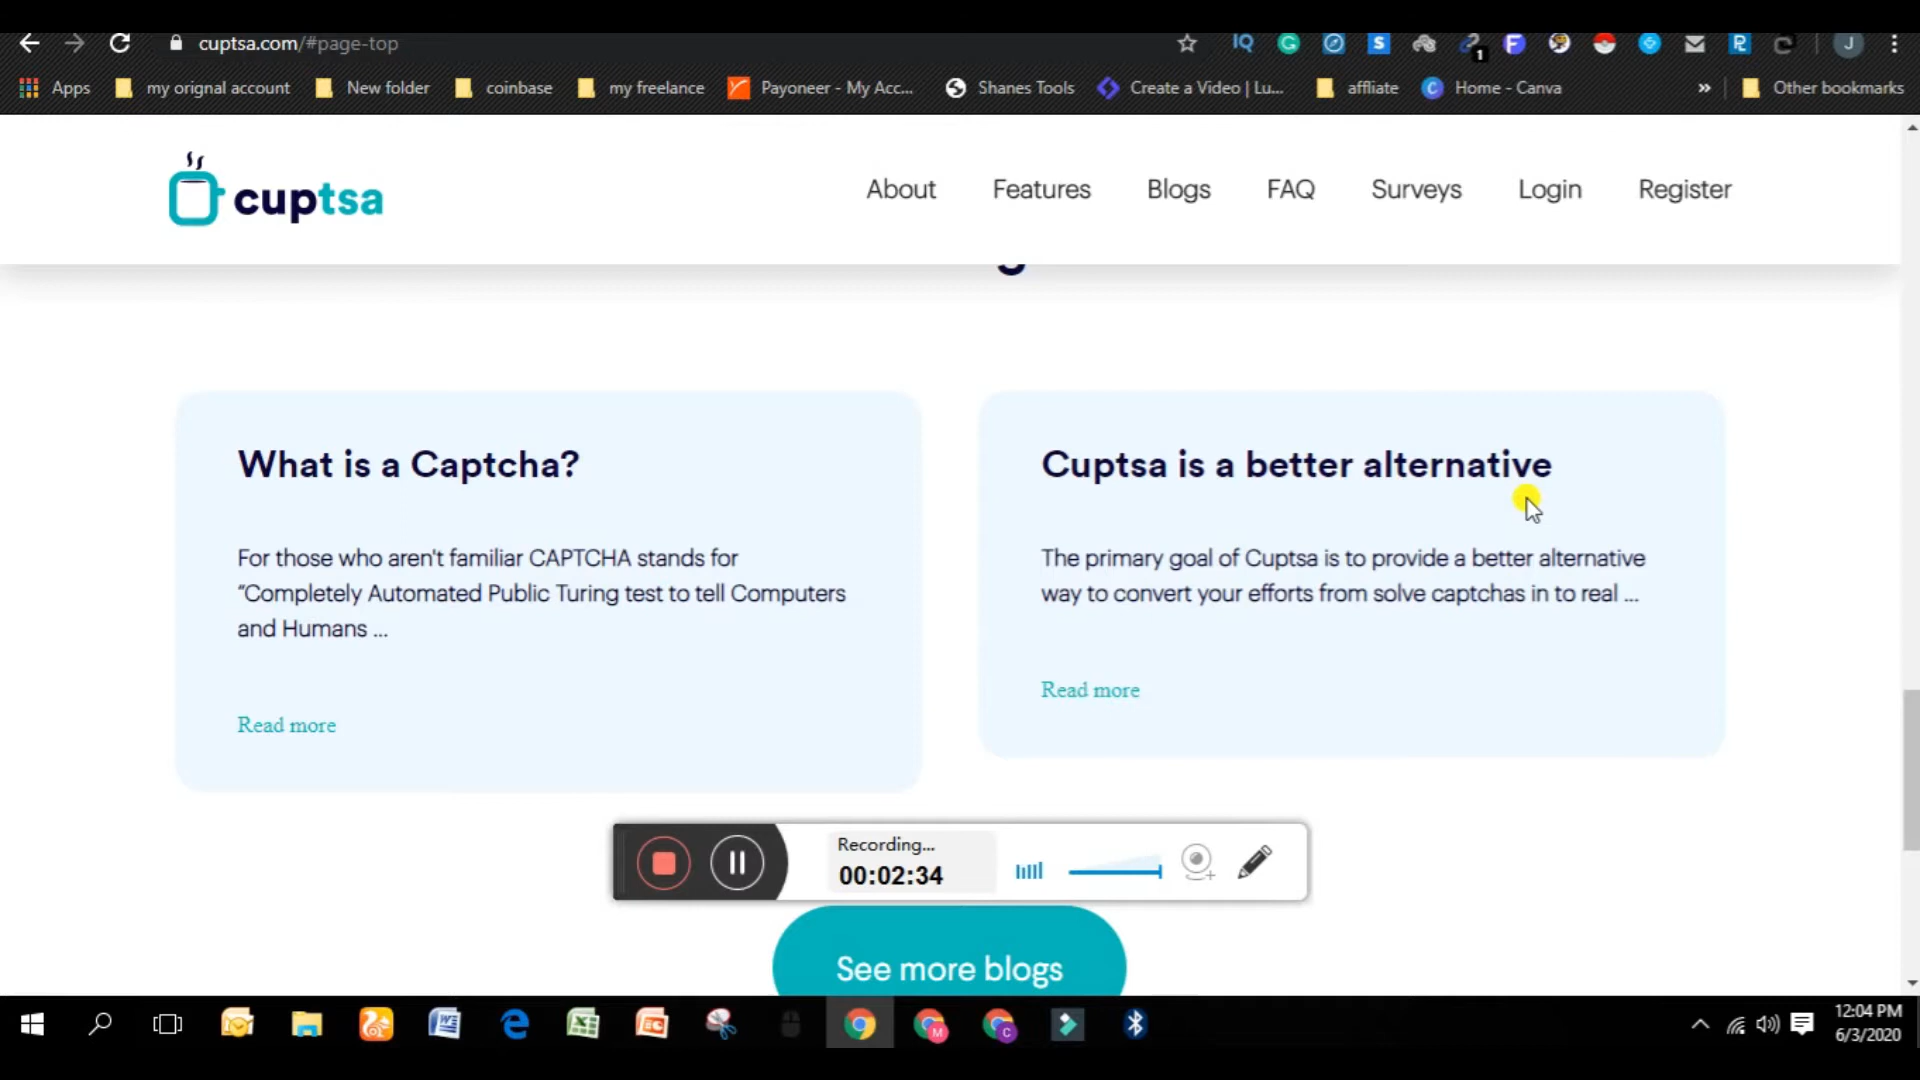 cuptsa.com/#page-top
IQ
1
J
Apps
my orignal account
New folder
coinbase
my freelance
Payoneer - My Acc...
Shanes Tools
Create a Video | Lu...
affliate
Home - Canva
»
Other bookmarks
cuptsa
About
Features
Blogs
FAQ
Surveys
Login
Register
What is a Captcha?
For those who aren't familiar CAPTCHA stands for
“Completely Automated Public Turing test to tell Computers
and Humans ...
Read more
Cuptsa is a better alternative
The primary goal of Cuptsa is to provide a better alternative
way to convert your efforts from solve captchas in to real ...
Read more
Recording...
00:02:34
See more blogs
12:04 PM
6/3/2020